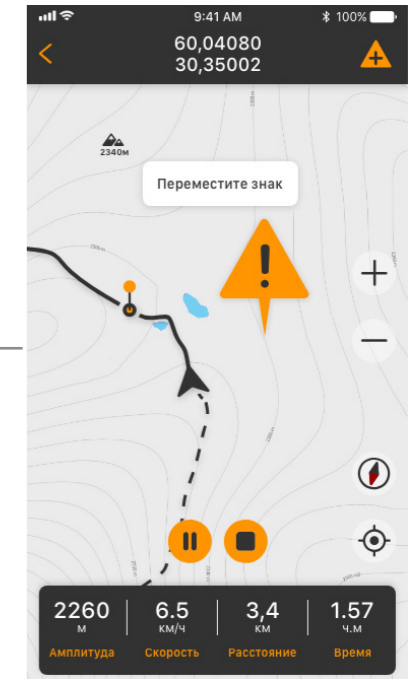 9:41 AM
100%
60,04080
30,35002
2340м
Переместите знак
2260
6.5
3,4
1.57
м
км/ч
км
ч.м
Амплитуда
Скорость
Расстояние
Время